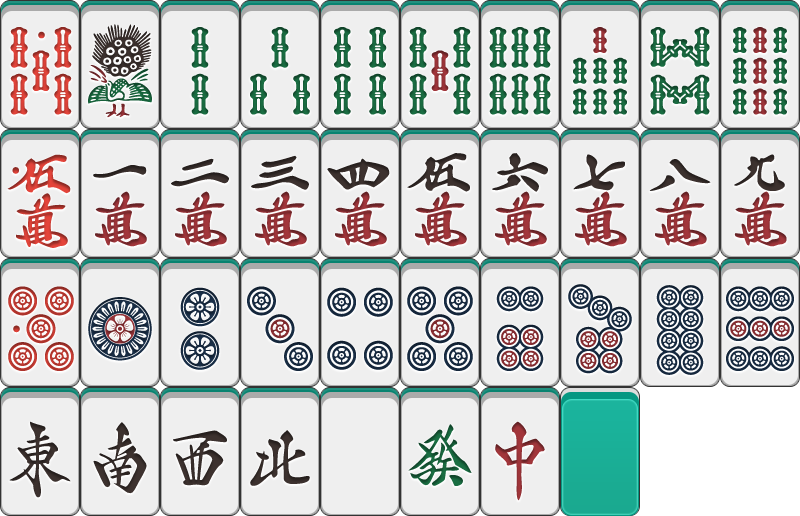 伍 一 二 三 四 伍 六 七 八 九
萬 萬 萬 萬 萬 萬 萬 萬 萬 萬
東 南 西 北 發 中